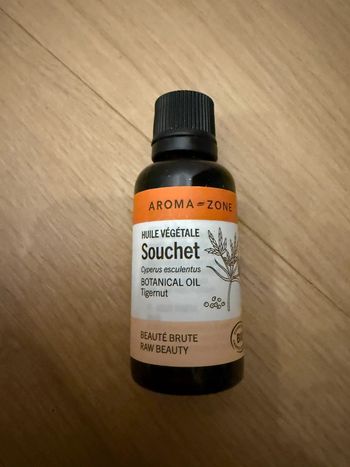 AROMA-ZONE
HUILE VÉGÉTALE
Souchet
Cyperus esculentus
BOTANICAL OIL
Tigernut
BEAUTÉ BRUTE
RAW BEAUTY